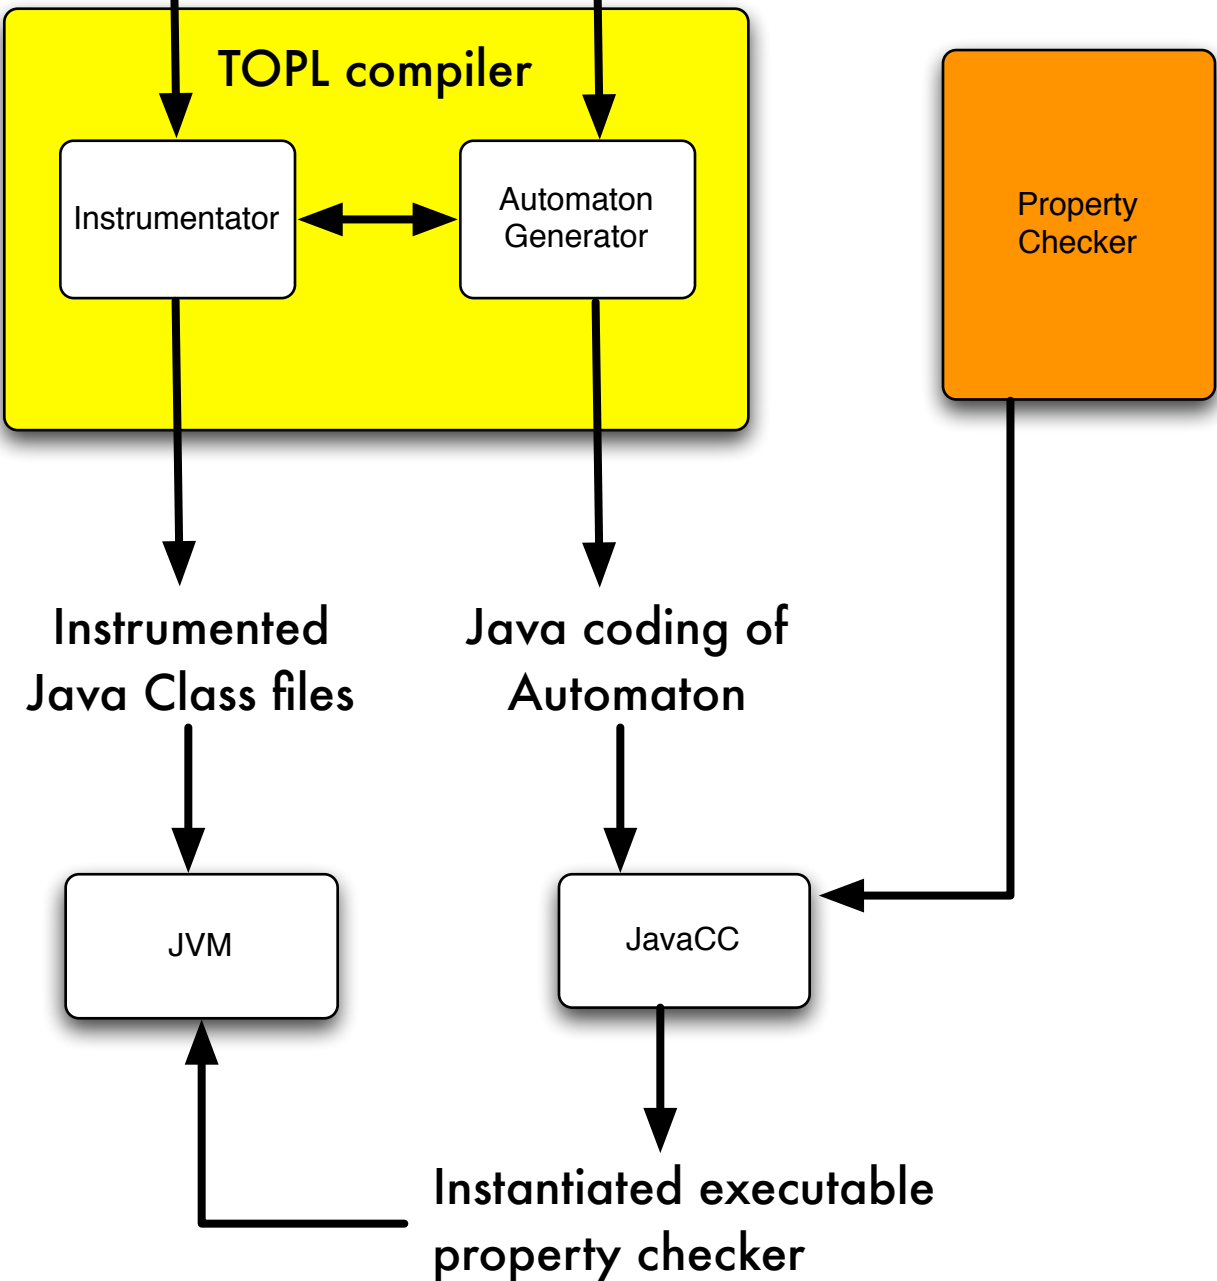 TOPL compiler
Instrumentator
Automaton
Generator
Property
Checker
Instrumented
Java Class files
Java coding of
Automaton
JVM
JavaCC
Instantiated executable
property checker